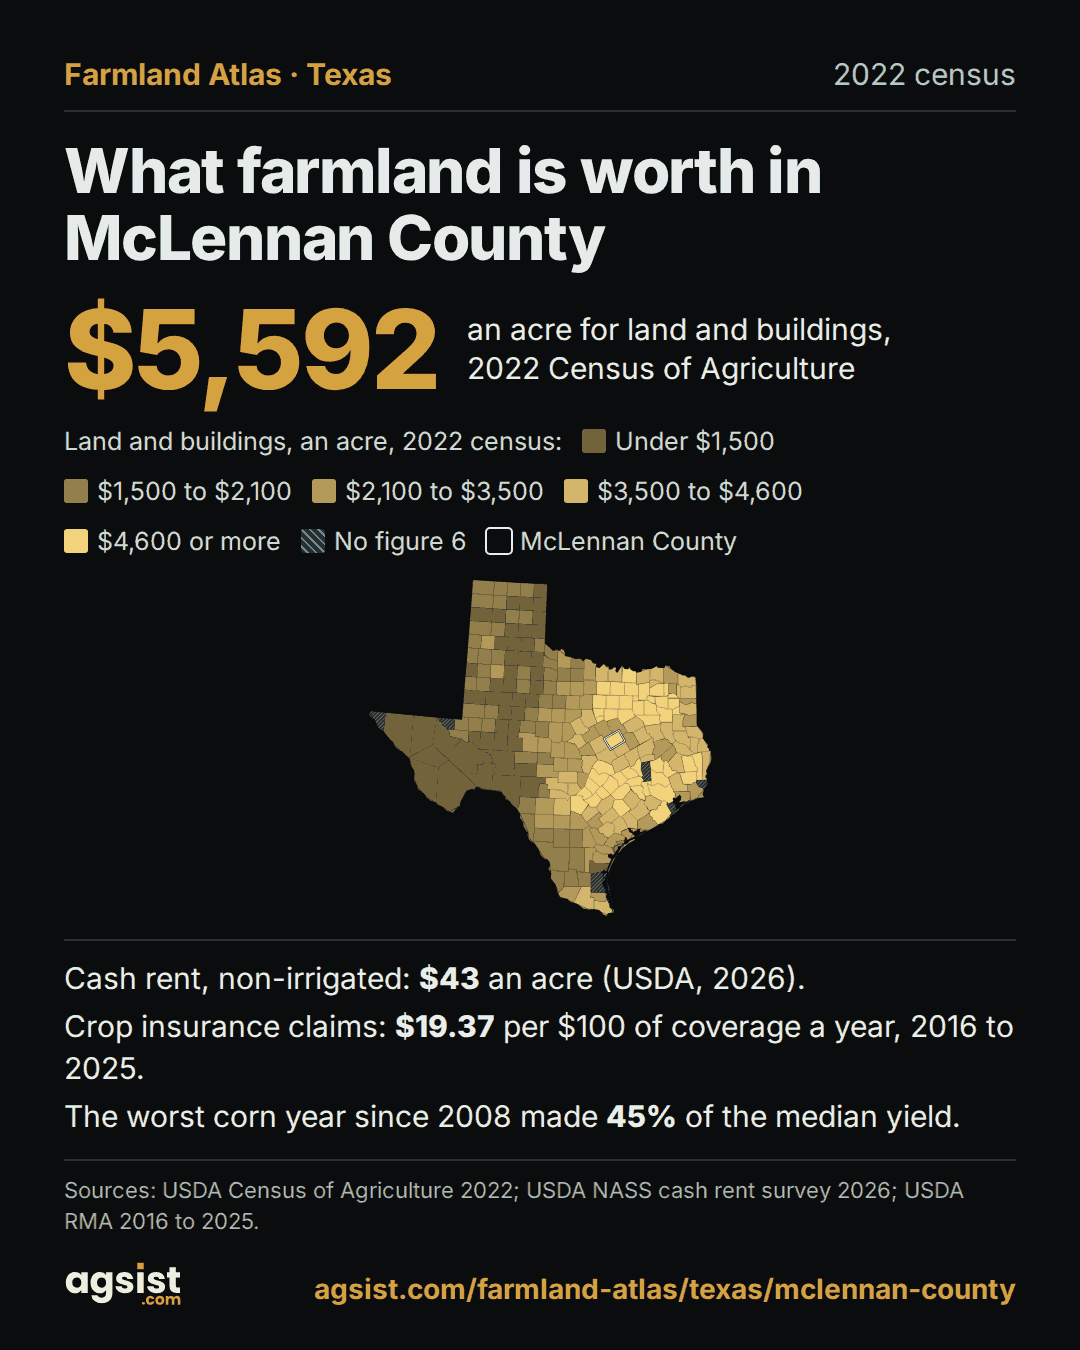 Farmland Atlas · Texas
2022 census
What farmland is worth in
McLennan County
$5,592
an acre for land and buildings,
2022 Census of Agriculture
Land and buildings, an acre, 2022 census: Under $1,500
$1,500 to $2,100 $2,100 to $3,500 $3,500 to $4,600
$4,600 or more No figure 6 McLennan County
Cash rent, non-irrigated: $43 an acre (USDA, 2026).
Crop insurance claims: $19.37 per $100 of coverage a year, 2016 to
2025.
The worst corn year since 2008 made 45% of the median yield.
Sources: USDA Census of Agriculture 2022; USDA NASS cash rent survey 2026; USDA
RMA 2016 to 2025.
agsist
.com
agsist.com/farmland-atlas/texas/mclennan-county